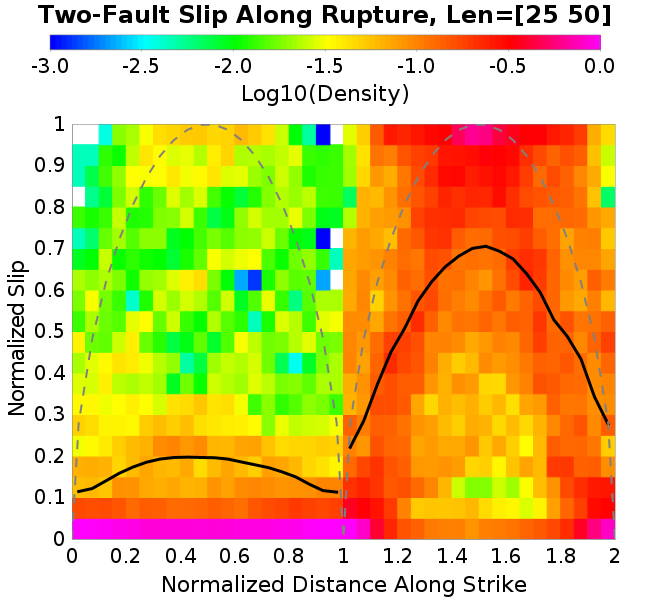 Two-Fault Slip Along Rupture, Len=[25 50]
-3.0 -2.5 -2.0 -1.5 -1.0 -0.5 0.0
Log10(Density)
1
0.9
0.8
0.7
0.6
0.5
0.4
0.3
0.2
0.1
0
Normalized Slip
0 0.2 0.4 0.6 0.8 1 1.2 1.4 1.6 1.8 2
Normalized Distance Along Strike